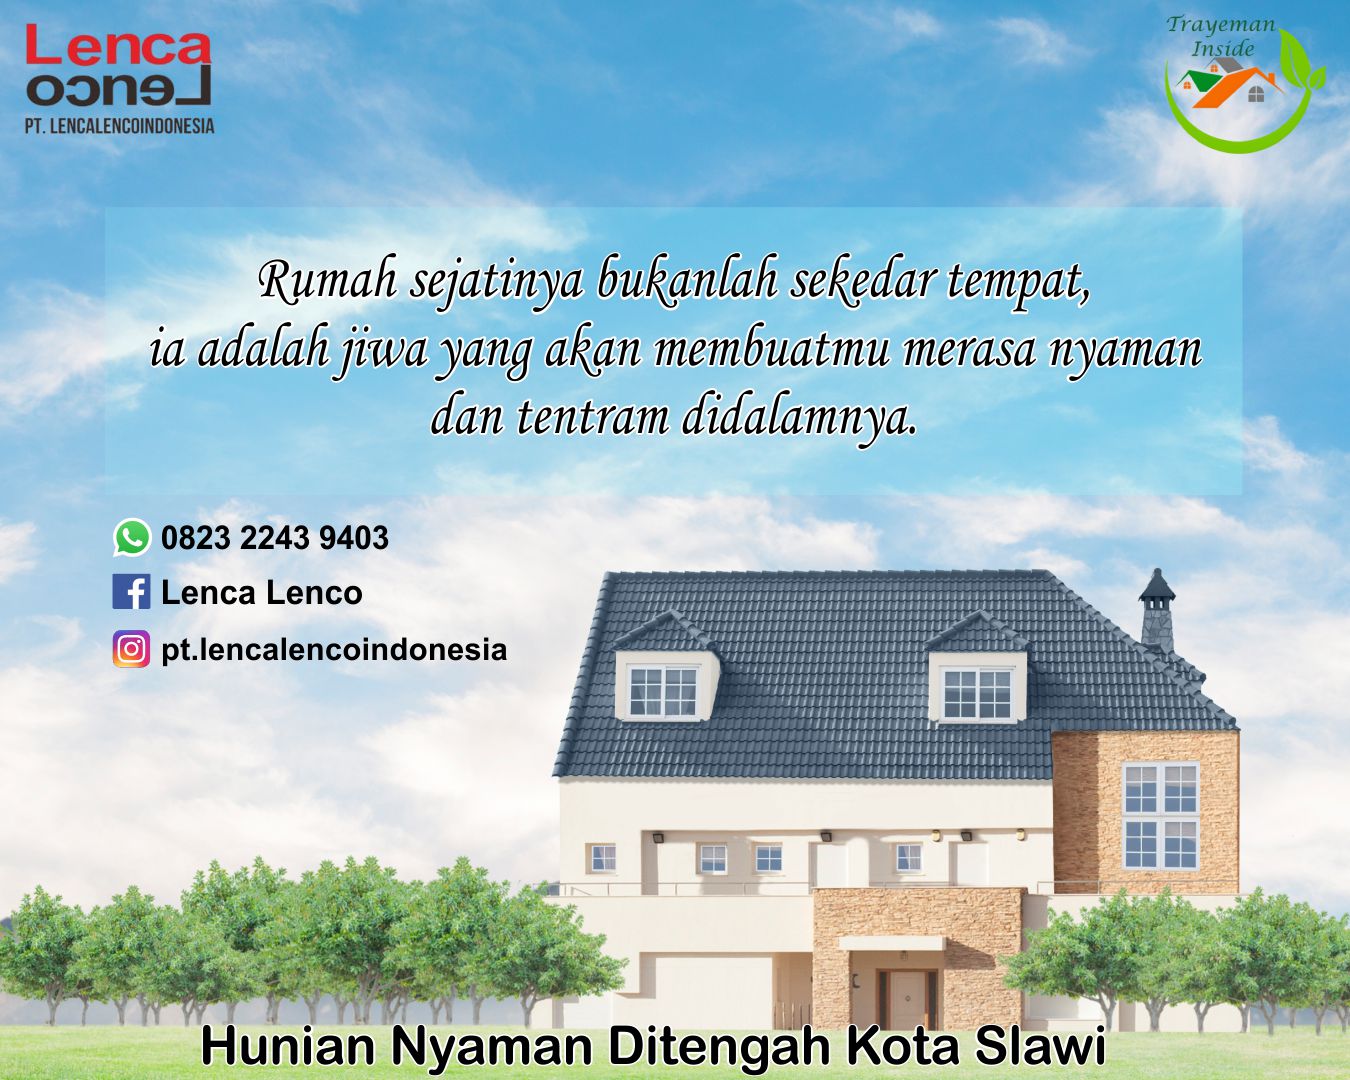 Lenca
Lenco
PT. LENCALENCOINDONESIA
Trayeman
Inside
Rumah sejatinya bukanlah sekedar tempat,
ia adalah jiwa yang akan membuatmu merasa nyaman
dan tentram didalamnya.
0823 2243 9403
Lenca Lenco
pt.lencalencoindonesia
Hunian Nyaman Ditengah Kota Slawi